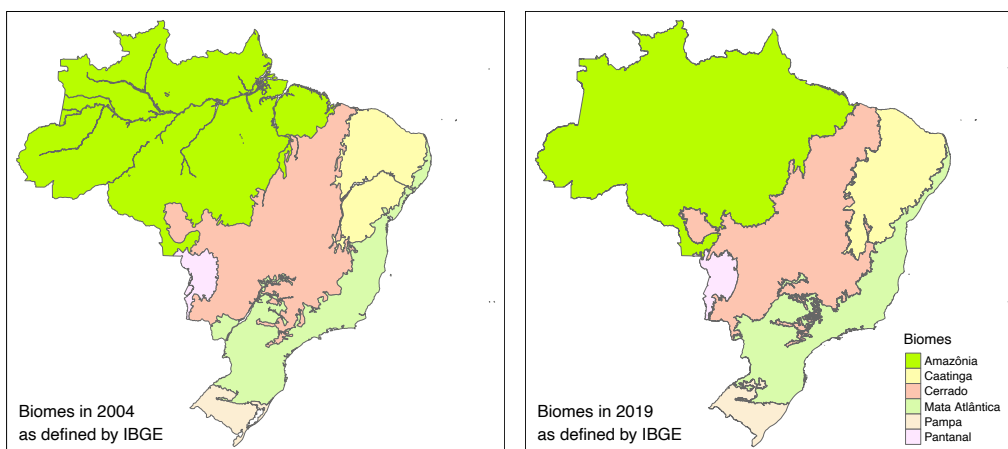 Biomes in 2004
as defined by IBGE
Biomes in 2019
as defined by IBGE
Biomes
Amazônia
Caatinga
Cerrado
Mata Atlântica
Pampa
Pantanal